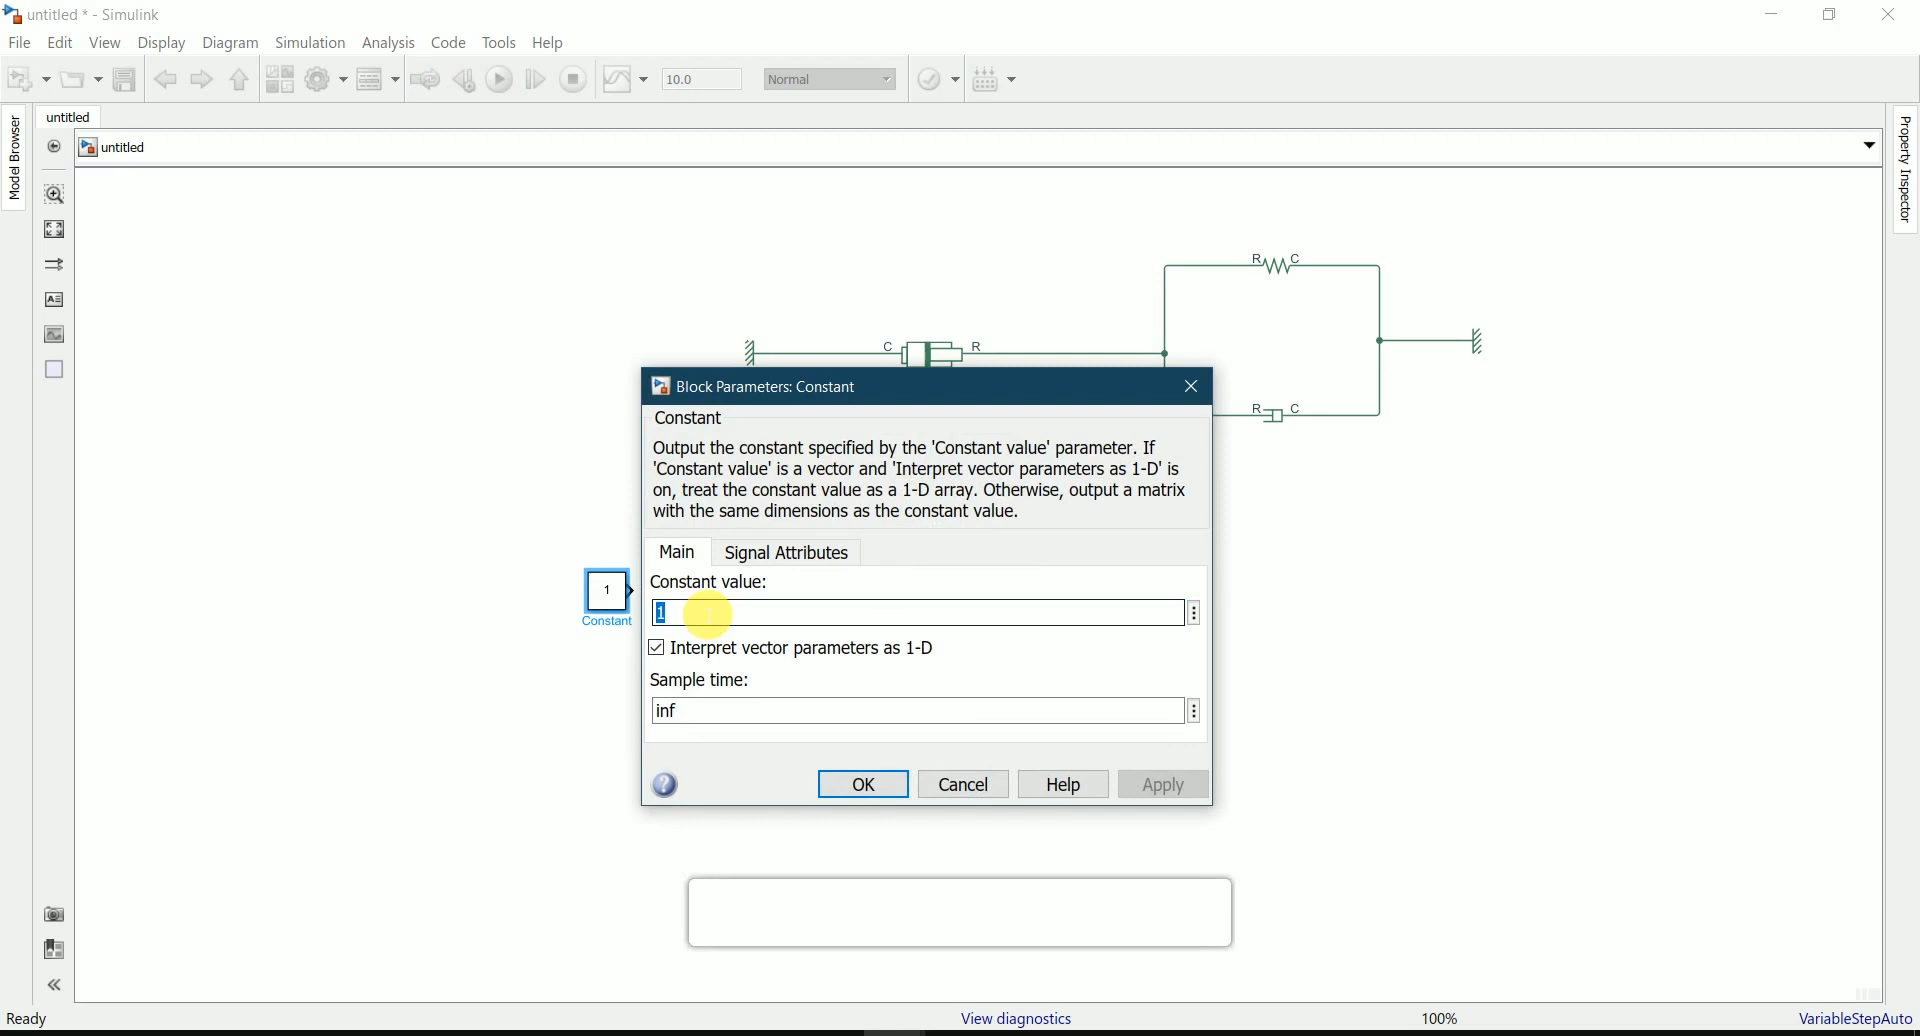 untitled * - Simulink
File Edit View Display Diagram Simulation Analysis Code Tools Help
10.0 Normal
Model Browser
untitled
untitled
Property Inspector
R C
C R
R C
Block Parameters: Constant
Constant
Output the constant specified by the 'Constant value' parameter. If
'Constant value' is a vector and 'Interpret vector parameters as 1-D' is
on, treat the constant value as a 1-D array. Otherwise, output a matrix
with the same dimensions as the constant value.
Main Signal Attributes
Constant value:
1
Constant
1
Interpret vector parameters as 1-D
Sample time:
inf
OK Cancel Help Apply
Ready View diagnostics 100% VariableStepAuto